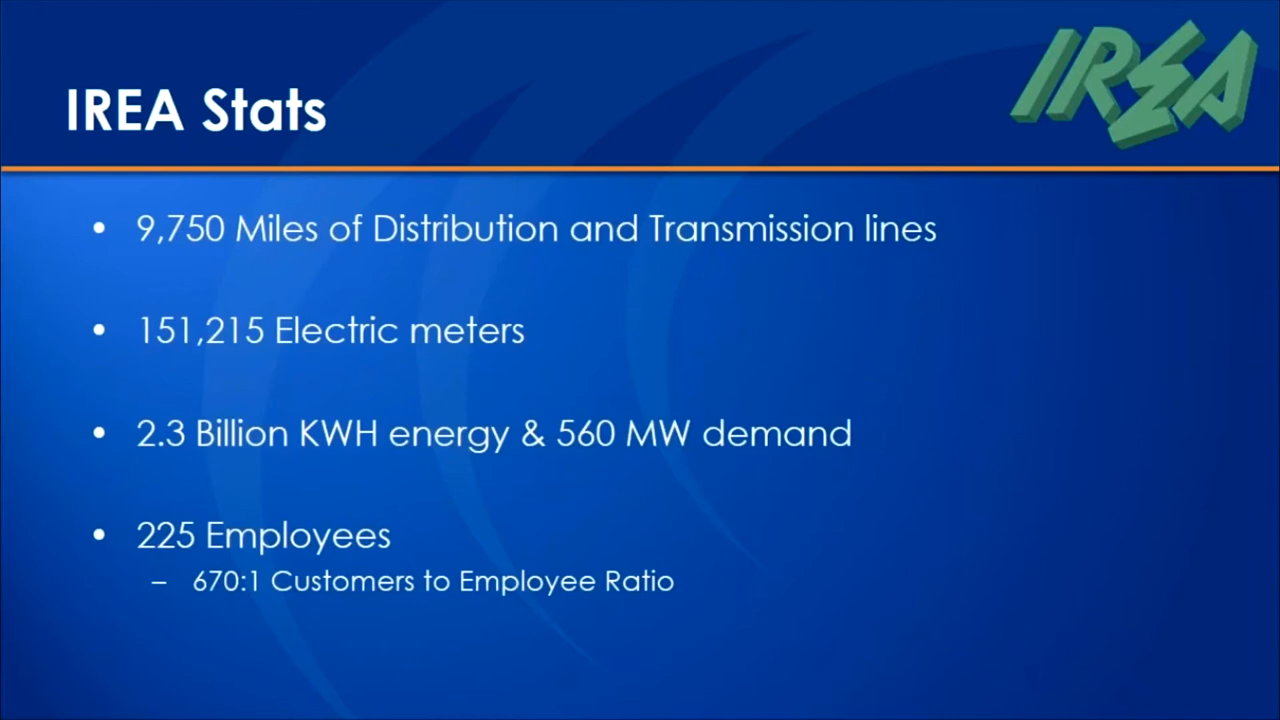 IREA
IREA Stats
• 9,750 Miles of Distribution and Transmission lines
• 151,215 Electric meters
• 2.3 Billion KWH energy & 560 MW demand
• 225 Employees
– 670:1 Customers to Employee Ratio